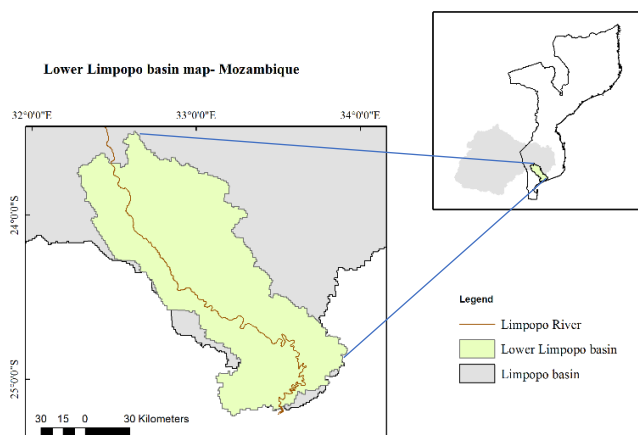 Lower Limpopo basin map- Mozambique
32°0'0"E 33°0'0"E 34°0'0"E
24°0'0"S
25°0'0"S
30 15 0 30 Kilometers
Legend
Limpopo River
Lower Limpopo basin
Limpopo basin